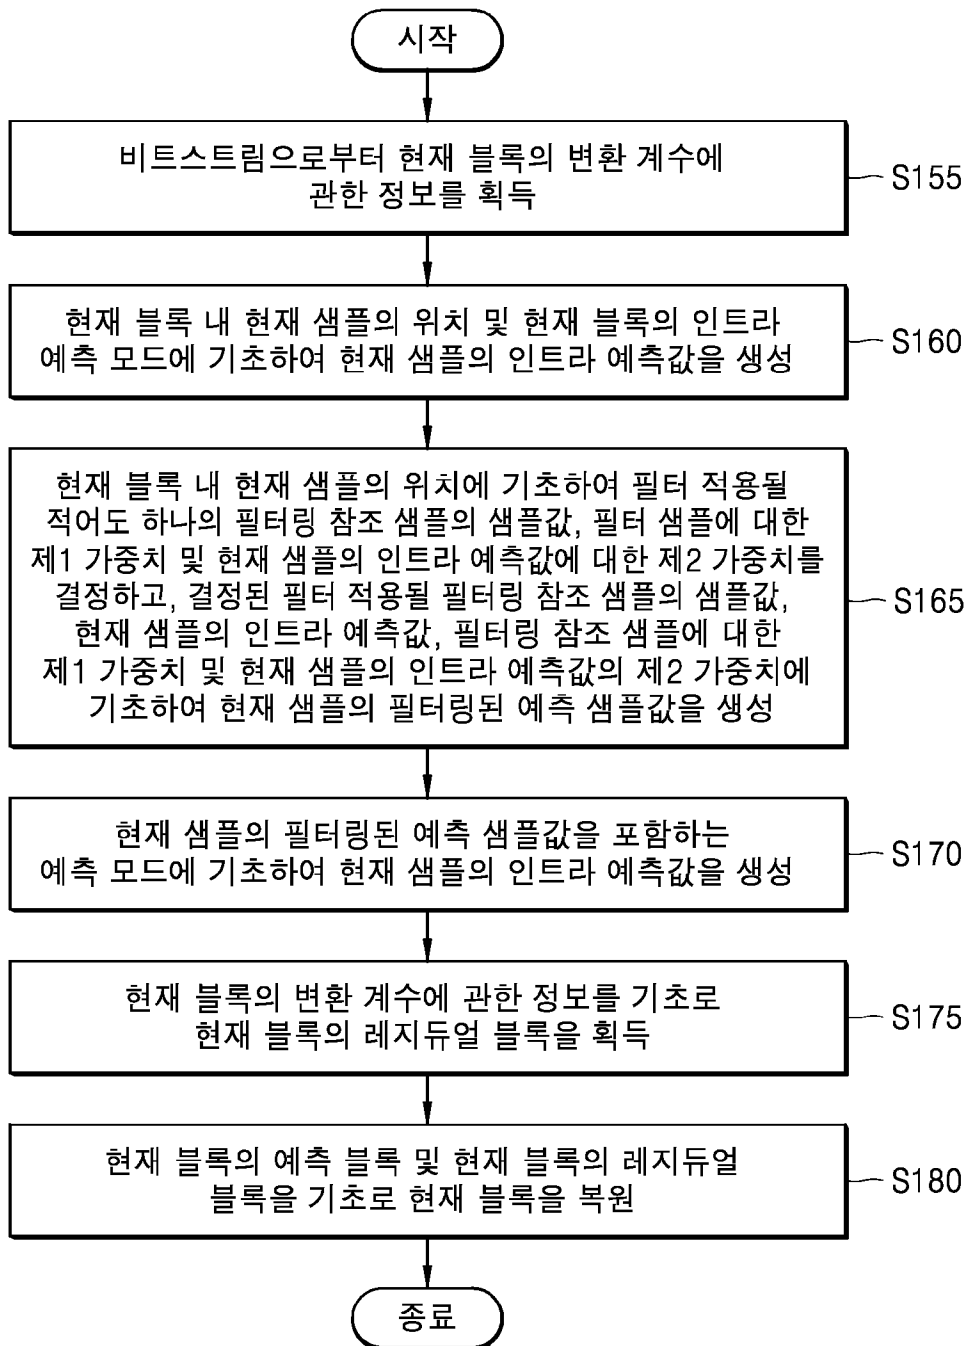 시작
비트스트림으로부터 현재 블록의 변환 계수에
관한 정보를 획득
S155
현재 블록 내 현재 샘플의 위치 및 현재 블록의 인트라
예측 모드에 기초하여 현재 샘플의 인트라 예측값을 생성
S160
현재 블록 내 현재 샘플의 위치에 기초하여 필터 적용될
적어도 하나의 필터링 참조 샘플의 샘플값, 필터 샘플에 대한
제1 가중치 및 현재 샘플의 인트라 예측값에 대한 제2 가중치를
결정하고, 결정된 필터 적용될 필터링 참조 샘플의 샘플값,
현재 샘플의 인트라 예측값, 필터링 참조 샘플에 대한
제1 가중치 및 현재 샘플의 인트라 예측값의 제2 가중치에
기초하여 현재 샘플의 필터링된 예측 샘플값을 생성
S165
현재 샘플의 필터링된 예측 샘플값을 포함하는
예측 모드에 기초하여 현재 샘플의 인트라 예측값을 생성
S170
현재 블록의 변환 계수에 관한 정보를 기초로
현재 블록의 레지듀얼 블록을 획득
S175
현재 블록의 예측 블록 및 현재 블록의 레지듀얼
블록을 기초로 현재 블록을 복원
S180
종료